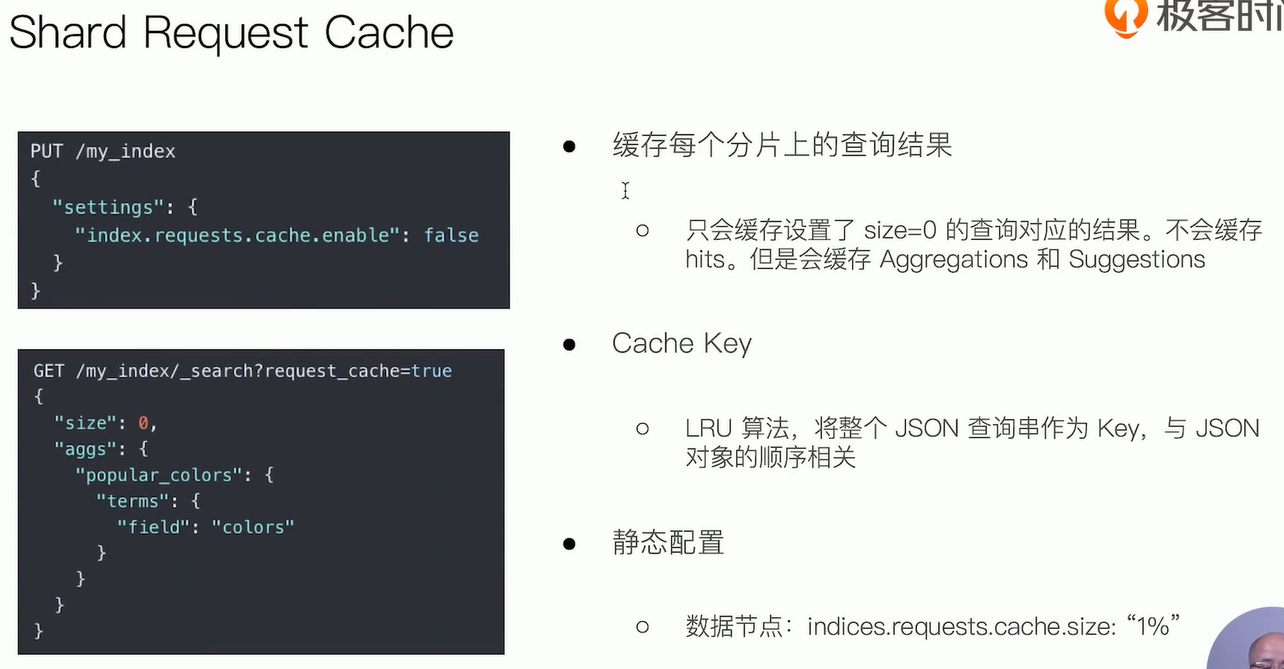 Shard Request Cache
极客时
PUT /my_index
{
  "settings": {
    "index.requests.cache.enable": false
  }
}
GET /my_index/_search?request_cache=true
{
  "size": 0,
  "aggs": {
    "popular_colors": {
      "terms": {
        "field": "colors"
      }
    }
  }
}
● 缓存每个分片上的查询结果
○ 只会缓存设置了 size=0 的查询对应的结果。不会缓存
hits。但是会缓存 Aggregations 和 Suggestions
● Cache Key
○ LRU 算法，将整个 JSON 查询串作为 Key，与 JSON
对象的顺序相关
● 静态配置
○ 数据节点：indices.requests.cache.size: “1%”